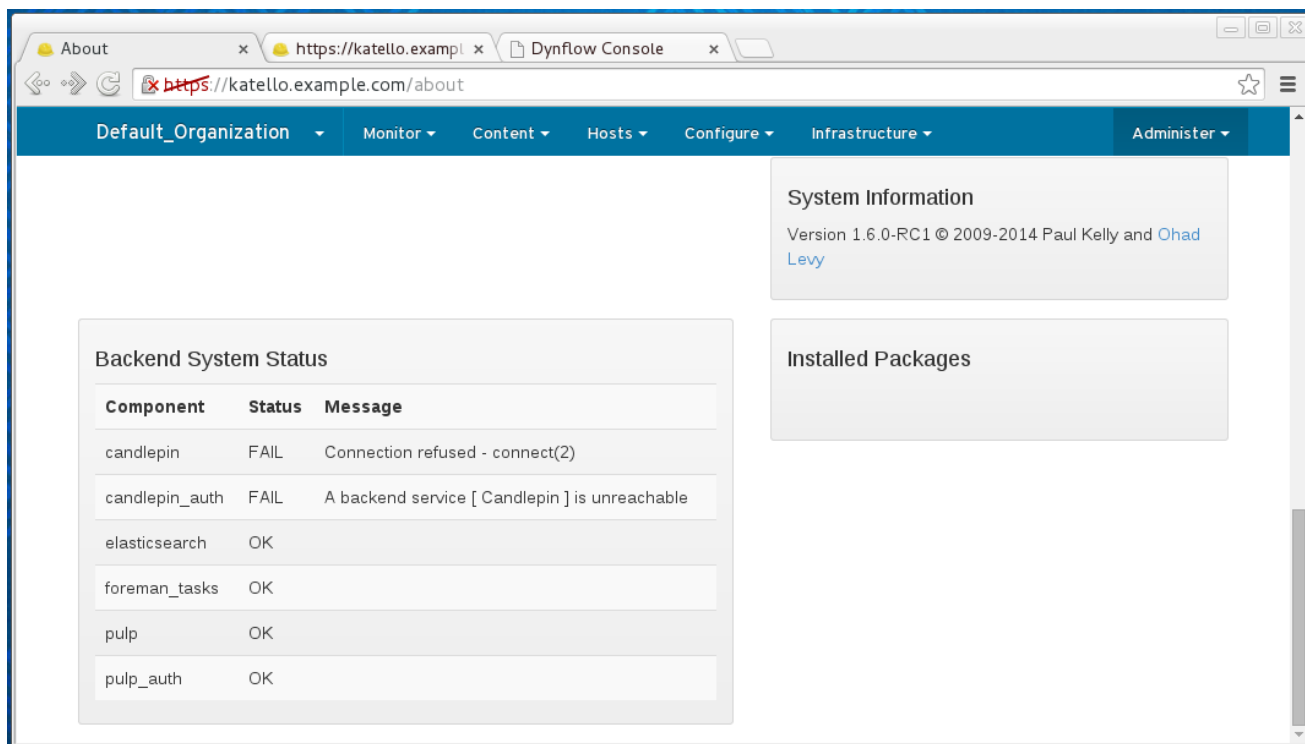 About
https://katello.exampl
Dynflow Console
https://katello.example.com/about
Default_Organization Monitor Content Hosts Configure Infrastructure Administer
System Information
Version 1.6.0-RC1 © 2009-2014 Paul Kelly and Ohad
Levy
Backend System Status
Component Status Message
candlepin FAIL Connection refused - connect(2)
candlepin_auth FAIL A backend service [ Candlepin ] is unreachable
elasticsearch OK
foreman_tasks OK
pulp OK
pulp_auth OK
Installed Packages